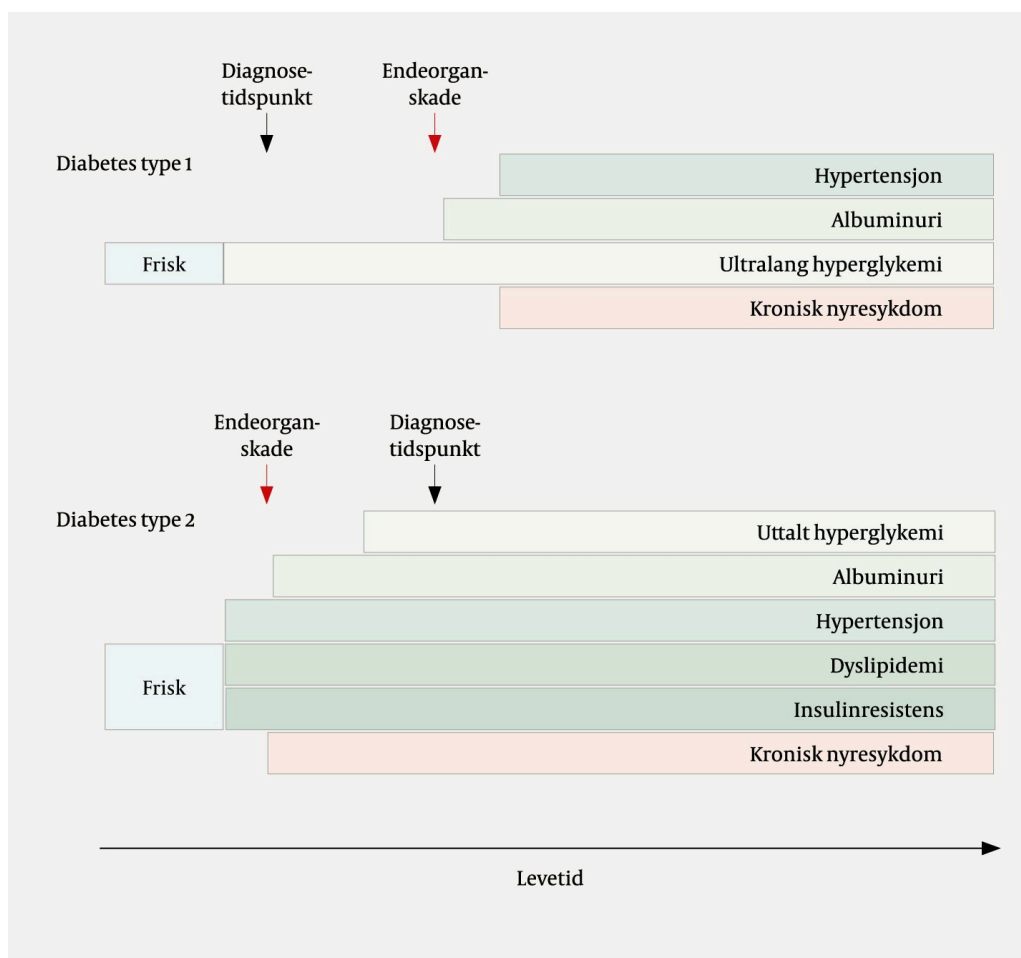 Diagnose-
tidspunkt
Endeorgan-
skade
Diabetes type 1
Hypertensjon
Albuminuri
Frisk
Ultralang hyperglykemi
Kronisk nyresykdom
Endeorgan-
skade
Diagnose-
tidspunkt
Diabetes type 2
Uttalt hyperglykemi
Albuminuri
Hypertensjon
Dyslipidemi
Frisk
Insulinresistens
Kronisk nyresykdom
Levetid